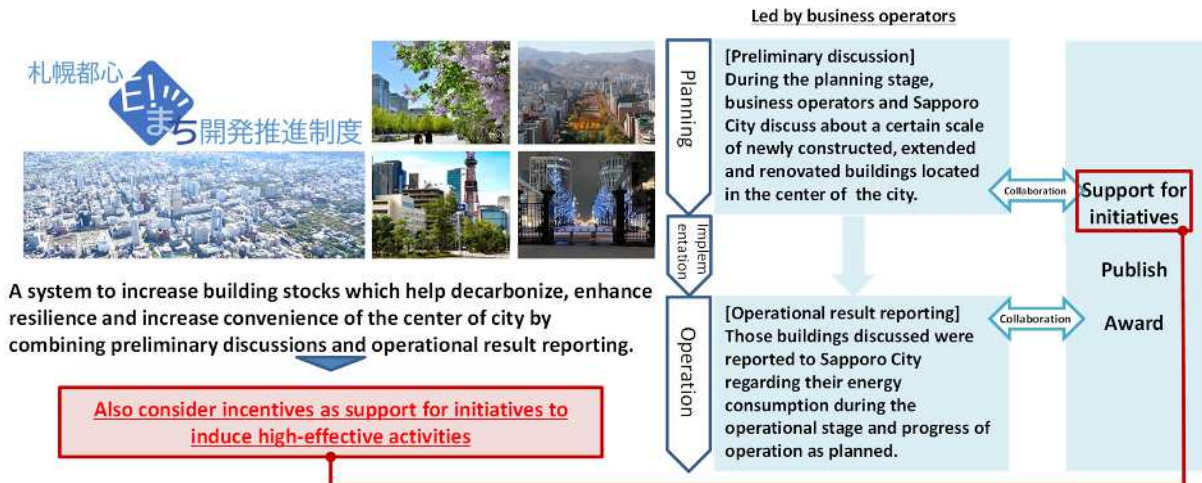 札幌都心
E!まち開発推進制度
A system to increase building stocks which help decarbonize, enhance
resilience and increase convenience of the center of city by
combining preliminary discussions and operational result reporting.
Also consider incentives as support for initiatives to
induce high-effective activities
Led by business operators
Planning
[Preliminary discussion]
During the planning stage,
business operators and Sapporo
City discuss about a certain scale
of newly constructed, extended
and renovated buildings located
in the center of the city.
Collaboration
Support for
initiatives
Implem
entation
Publish
Operation
[Operational result reporting]
Those buildings discussed were
reported to Sapporo City
regarding their energy
consumption during the
operational stage and progress of
operation as planned.
Collaboration
Award